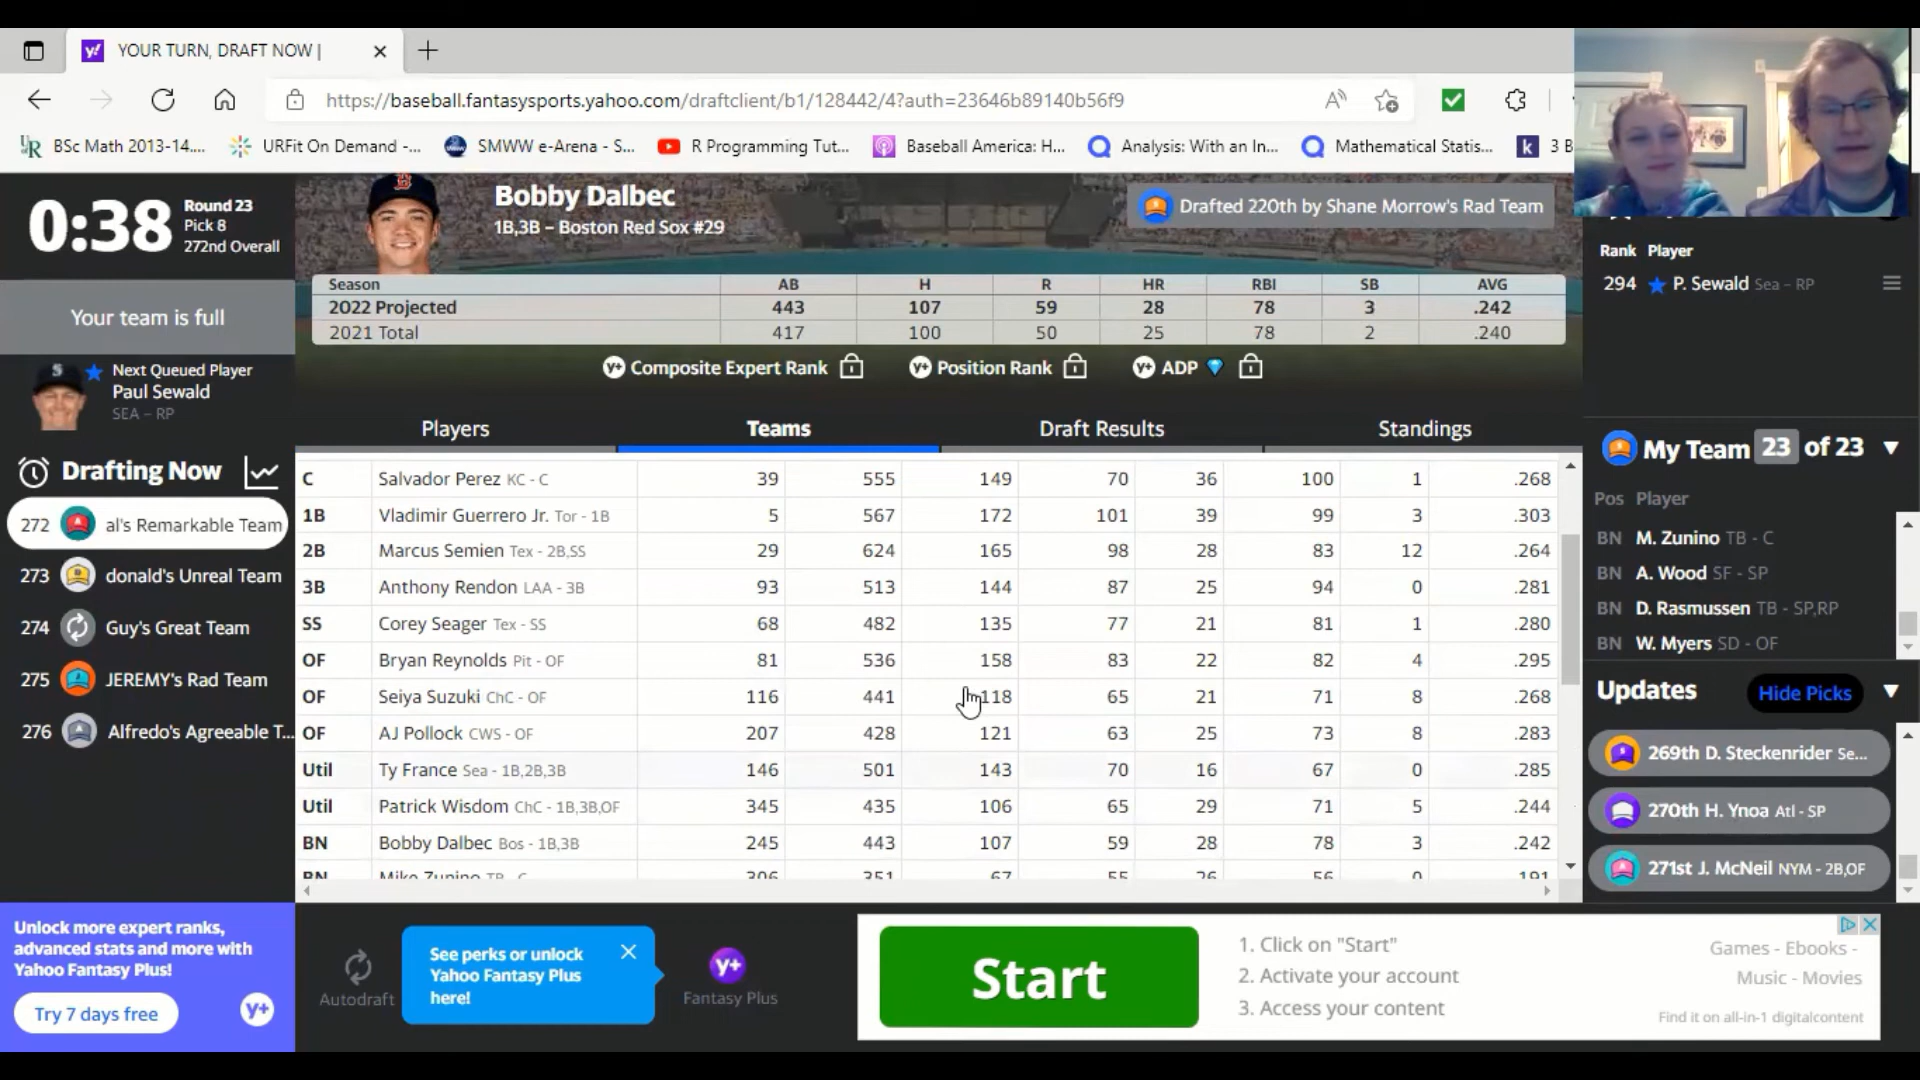 YOUR TURN, DRAFT NOW |
https://baseball.fantasysports.yahoo.com/draftclient/b1/128442/4?auth=23646b89140b56f9
BSc Math 2013-14....
URFit On Demand -...
SMWW e-Arena - S...
R Programming Tut...
Baseball America: H...
Analysis: With an In...
Mathematical Statis...
3 B
0:38
Round 23
Pick 8
272nd Overall
Your team is full
Next Queued Player
Paul Sewald
SEA – RP
Drafting Now
272 al's Remarkable Team
273 donald's Unreal Team
274 Guy's Great Team
275 JEREMY's Rad Team
276 Alfredo's Agreeable T...
Unlock more expert ranks,
advanced stats and more with
Yahoo Fantasy Plus!
Try 7 days free
y+
Bobby Dalbec
1B,3B – Boston Red Sox #29
Drafted 220th by Shane Morrow's Rad Team
Season AB H R HR RBI SB AVG
2022 Projected 443 107 59 28 78 3 .242
2021 Total 417 100 50 25 78 2 .240
y+ Composite Expert Rank
y+ Position Rank
y+ ADP
Players Teams Draft Results Standings
C Salvador Perez KC - C 39 555 149 70 36 100 1 .268
1B Vladimir Guerrero Jr. Tor - 1B 5 567 172 101 39 99 3 .303
2B Marcus Semien Tex - 2B,SS 29 624 165 98 28 83 12 .264
3B Anthony Rendon LAA - 3B 93 513 144 87 25 94 0 .281
SS Corey Seager Tex - SS 68 482 135 77 21 81 1 .280
OF Bryan Reynolds Pit - OF 81 536 158 83 22 82 4 .295
OF Seiya Suzuki ChC - OF 116 441 118 65 21 71 8 .268
OF AJ Pollock CWS - OF 207 428 121 63 25 73 8 .283
Util Ty France Sea - 1B,2B,3B 146 501 143 70 16 67 0 .285
Util Patrick Wisdom ChC - 1B,3B,OF 345 435 106 65 29 71 5 .244
BN Bobby Dalbec Bos - 1B,3B 245 443 107 59 28 78 3 .242
BN Mike Zunino TB - C 306 351 67 55 26 56 0 .191
Autodraft
See perks or unlock
Yahoo Fantasy Plus
here!
y+
Fantasy Plus
Start
1. Click on "Start"
2. Activate your account
3. Access your content
Games - Ebooks -
Music - Movies
Find it on all-in-1 digitalcontent
Rank Player
294 P. Sewald Sea – RP
My Team 23 of 23
Pos Player
BN M. Zunino TB - C
BN A. Wood SF - SP
BN D. Rasmussen TB - SP,RP
BN W. Myers SD - OF
Updates
Hide Picks
269th D. Steckenrider Se...
270th H. Ynoa Atl - SP
271st J. McNeil NYM - 2B,OF